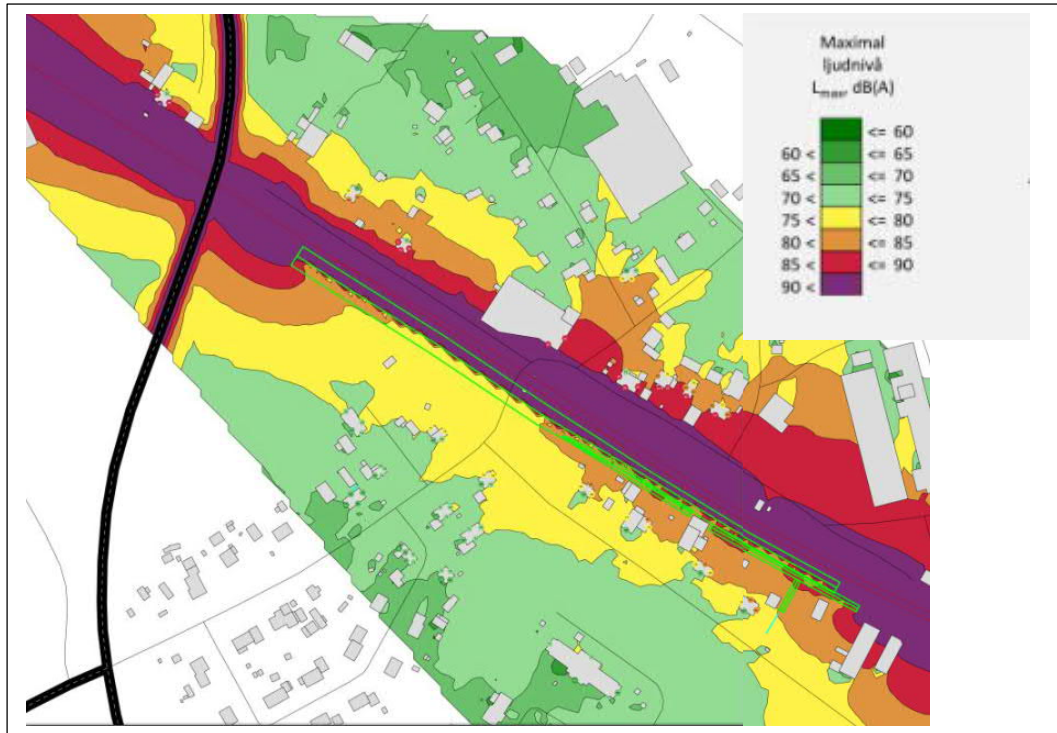 Maximal
ljudnivå
Lmax, dB(A)
<= 60
60 < <= 65
65 < <= 70
70 < <= 75
75 < <= 80
80 < <= 85
85 < <= 90
90 <